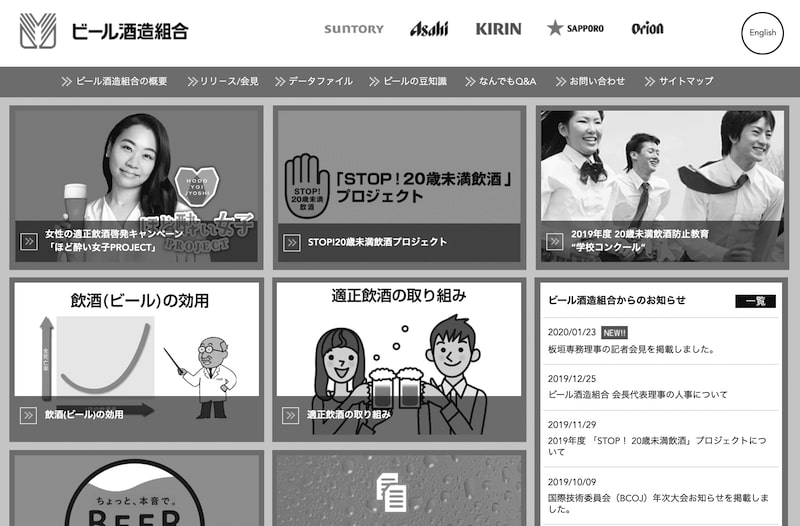 ビール酒造組合
SUNTORY
Asahi
KIRIN
SAPPORO
Orion
English
ビール酒造組合の概要
リリース/会見
データファイル
ビールの豆知識
なんでもQ&A
お問い合わせ
サイトマップ
HODO
YOI
JYOSHI
ほど酔い女子
PROJECT
女性の適正飲酒啓発キャンペーン
「ほど酔い女子PROJECT」
STOP!
20歳未満
飲酒
「STOP！20歳未満飲酒」
プロジェクト
STOP!20歳未満飲酒プロジェクト
2019年度 20歳未満飲酒防止教育
“学校コンクール”
飲酒(ビール)の効用
全死亡率
飲酒(ビール)の効用
適正飲酒の取り組み
適正飲酒の取り組み
ビール酒造組合からのお知らせ
一覧
2020/01/23 NEW!!
板垣専務理事の記者会見を掲載しました。
2019/12/25
ビール酒造組合 会長代表理事の人事について
2019/11/29
2019年度 「STOP！ 20歳未満飲酒」プロジェクトにつ
いて
2019/10/09
国際技術委員会（BCOJ）年次大会お知らせを掲載しまし
た。
ちょっと、本音で。
BEER